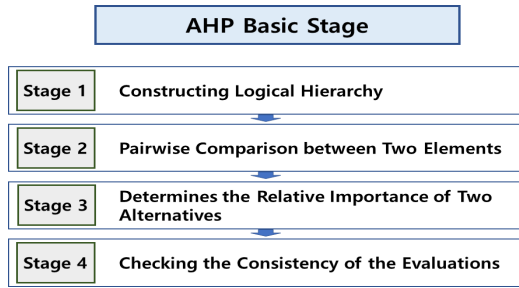 AHP Basic Stage
Stage 1
Constructing Logical Hierarchy
Stage 2
Pairwise Comparison between Two Elements
Stage 3
Determines the Relative Importance of Two
Alternatives
Stage 4
Checking the Consistency of the Evaluations